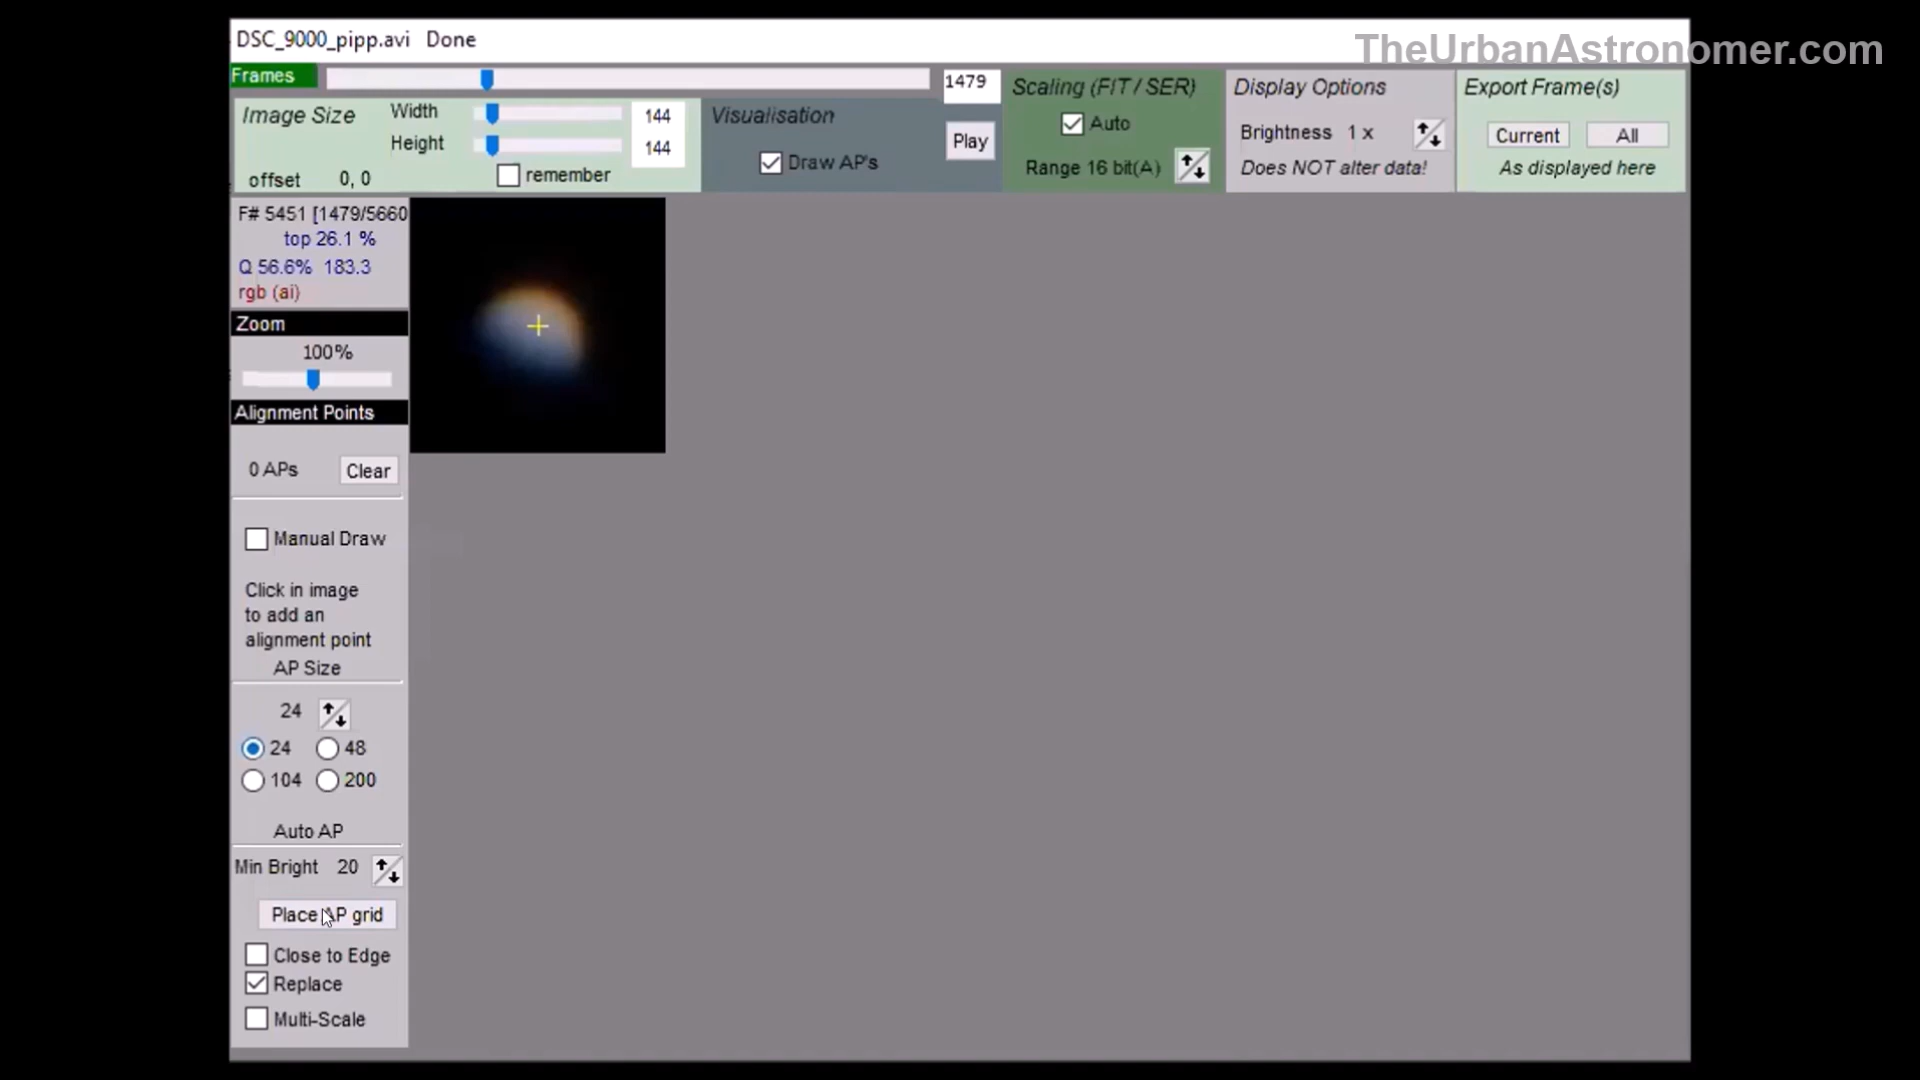 DSC_9000_pipp.avi Done
TheUrbanAstronomer.com
Frames
1479
Image Size
Width 144
Height 144
offset 0, 0
remember
Visualisation
Draw AP's
Play
Scaling (FIT / SER)
Auto
Range 16 bit(A)
Display Options
Brightness 1 x
Does NOT alter data!
Export Frame(s)
Current All
As displayed here
F# 5451 [1479/5660
top 26.1 %
Q 56.6% 183.3
rgb (ai)
Zoom
100%
Alignment Points
0 APs Clear
Manual Draw
Click in image
to add an
alignment point
AP Size
24
24 48
104 200
Auto AP
Min Bright 20
Place AP grid
Close to Edge
Replace
Multi-Scale